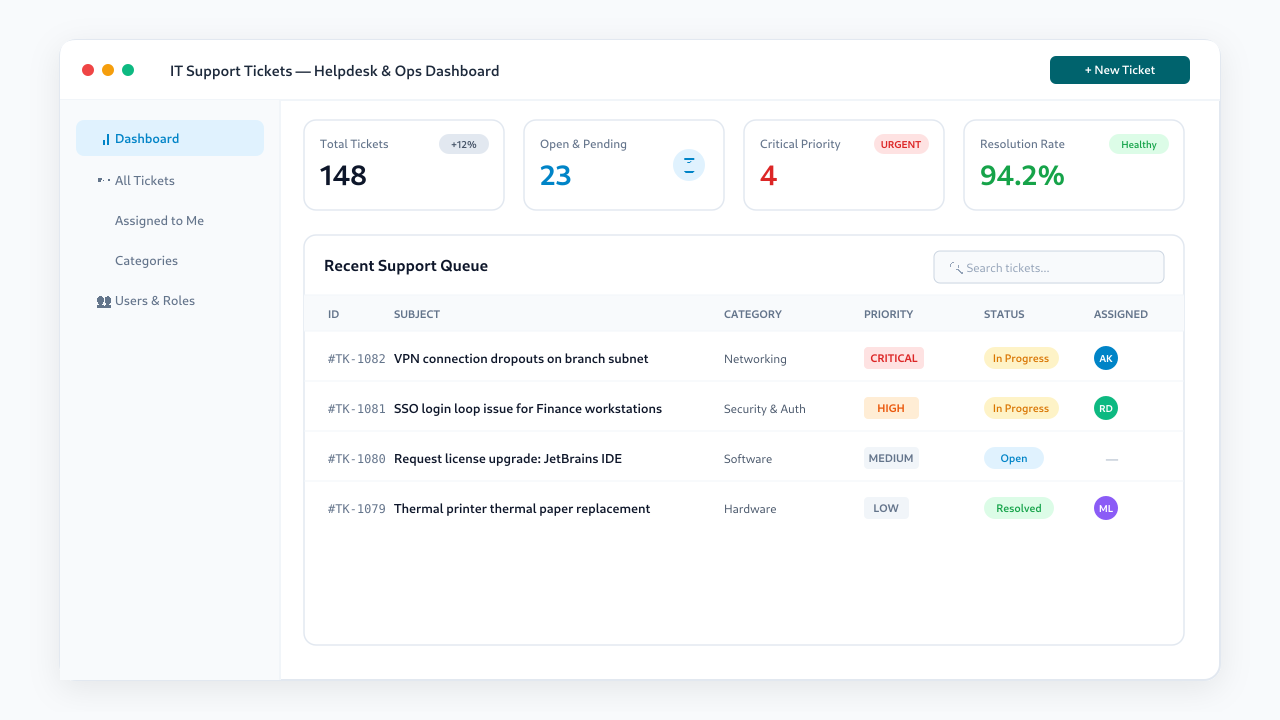 IT Support Tickets — Helpdesk & Ops Dashboard
+ New Ticket
Dashboard
All Tickets
Assigned to Me
Categories
Users & Roles
Total Tickets
+12%
148
Open & Pending
23
Critical Priority
URGENT
4
Resolution Rate
Healthy
94.2%
Recent Support Queue
Search tickets...
ID SUBJECT CATEGORY PRIORITY STATUS ASSIGNED
#TK-1082 VPN connection dropouts on branch subnet Networking CRITICAL In Progress AK
#TK-1081 SSO login loop issue for Finance workstations Security & Auth HIGH In Progress RD
#TK-1080 Request license upgrade: JetBrains IDE Software MEDIUM Open —
#TK-1079 Thermal printer thermal paper replacement Hardware LOW Resolved ML